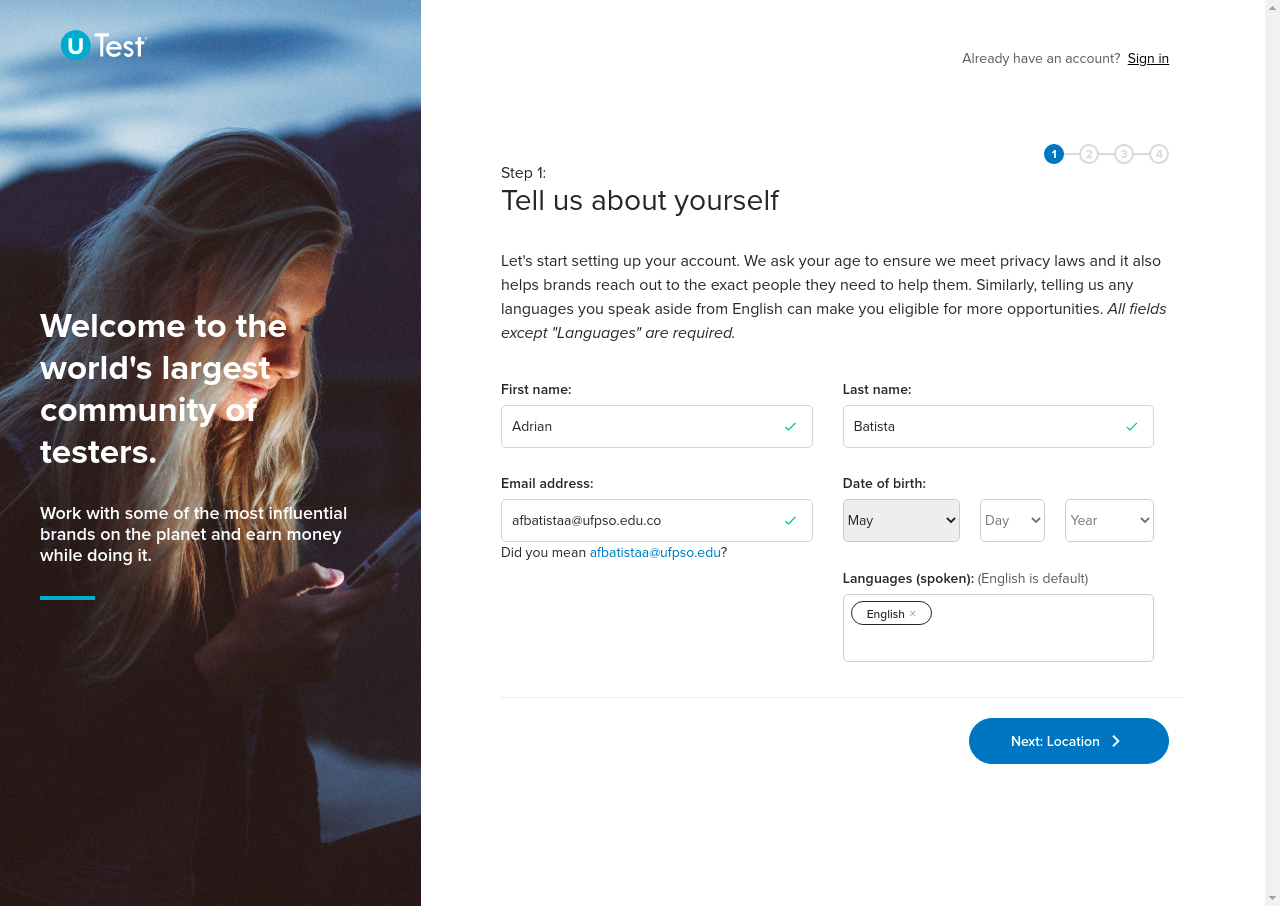 U Test
Already have an account? Sign in
1 2 3 4
Step 1:
Tell us about yourself
Let's start setting up your account. We ask your age to ensure we meet privacy laws and it also
helps brands reach out to the exact people they need to help them. Similarly, telling us any
languages you speak aside from English can make you eligible for more opportunities. All fields
except "Languages" are required.
Welcome to the
world's largest
community of
testers.
Work with some of the most influential
brands on the planet and earn money
while doing it.
First name:
Adrian
Last name:
Batista
Email address:
afbatistaa@ufpso.edu.co
Did you mean afbatistaa@ufpso.edu?
Date of birth:
May Day Year
Languages (spoken): (English is default)
English ×
Next: Location